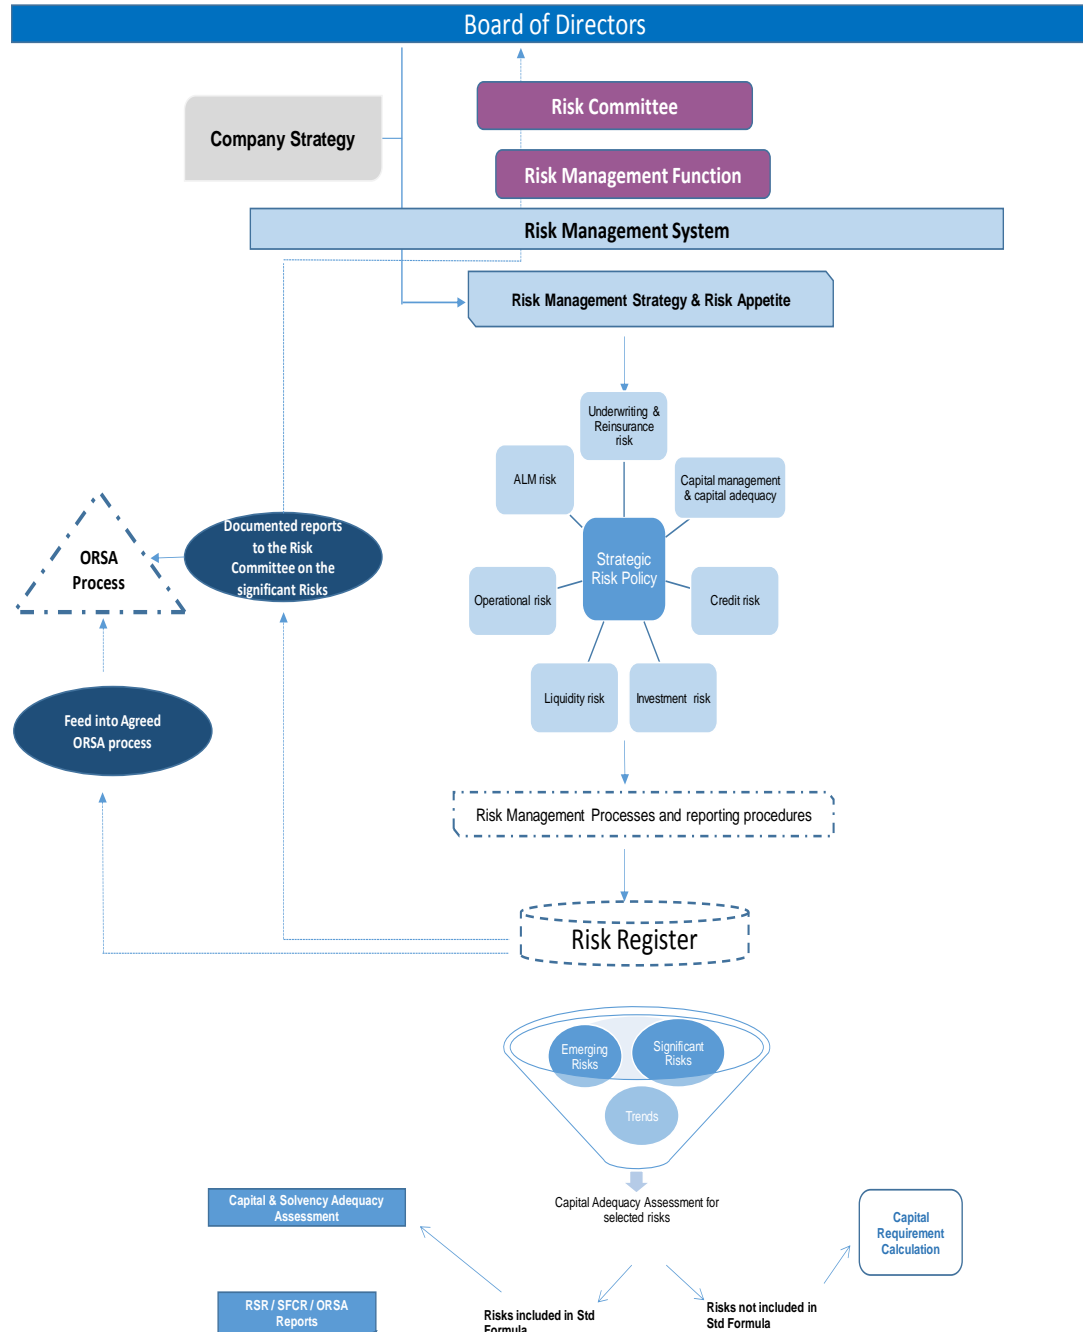 Board of Directors
Risk Committee
Company Strategy
Risk Management Function
Risk Management System
Risk Management Strategy & Risk Appetite
Underwriting &
Reinsurance
risk
ALM risk
Capital management
& capital adequacy
Documented reports
to the Risk
Committee on the
significant Risks
ORSA
Process
Strategic
Risk Policy
Operational risk
Credit risk
Liquidity risk
Investment risk
Feed into Agreed
ORSA process
Risk Management Processes and reporting procedures
Risk Register
Emerging
Risks
Significant
Risks
Trends
Capital & Solvency Adequacy
Assessment
Capital Adequacy Assessment for
selected risks
Capital
Requirement
Calculation
RSR / SFCR / ORSA
Reports
Risks included in Std
Formula
Risks not included in
Std Formula